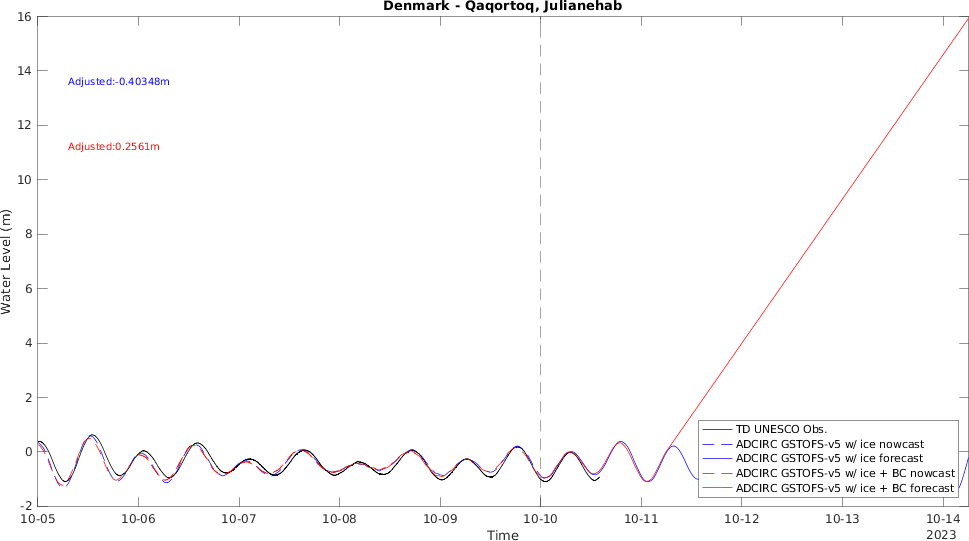 Denmark - Qaqortoq, Julianehab
16
14
12
10
8
6
4
2
0
-2
Water Level (m)
Adjusted:-0.40348m
Adjusted:0.2561m
TD UNESCO Obs.
ADCIRC GSTOFS-v5 w/ ice nowcast
ADCIRC GSTOFS-v5 w/ ice forecast
ADCIRC GSTOFS-v5 w/ ice + BC nowcast
ADCIRC GSTOFS-v5 w/ ice + BC forecast
10-05 10-06 10-07 10-08 10-09 10-10 10-11 10-12 10-13 10-14
2023
Time